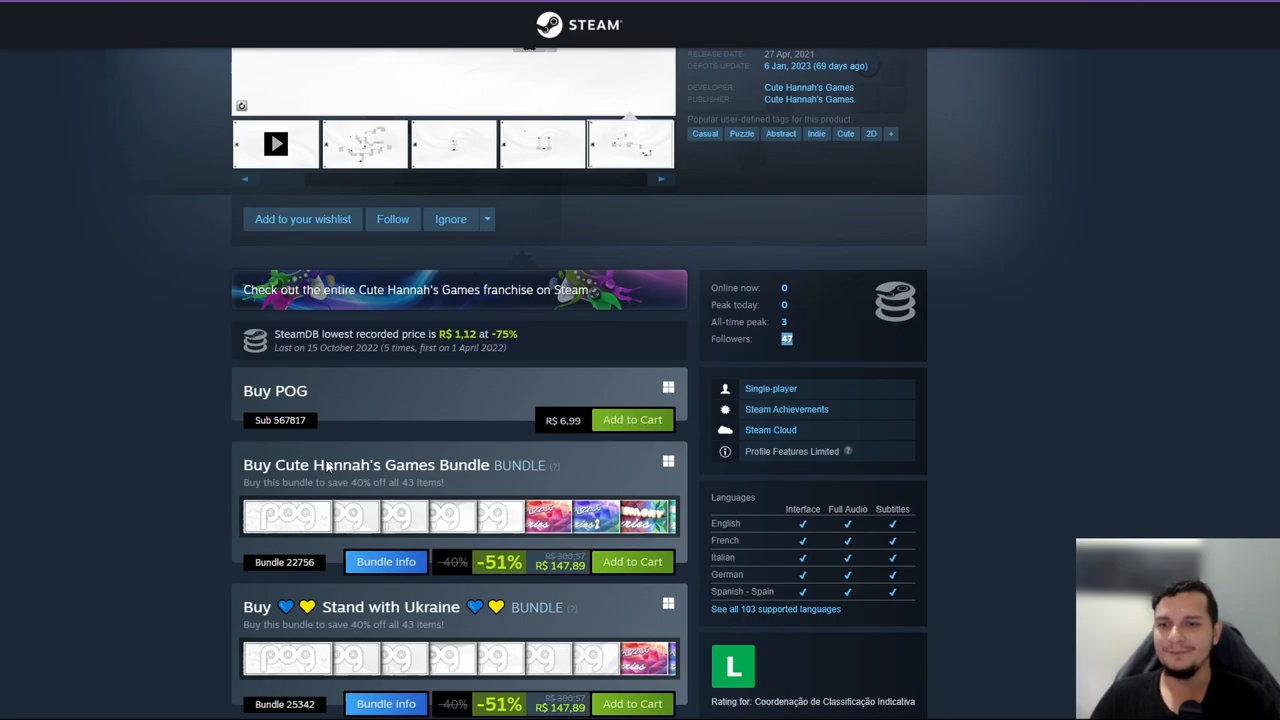 STEAM
RELEASE DATE: 27 Apr, 2021
DEPOTS UPDATE: 6 Jan, 2023 (69 days ago)
DEVELOPER: Cute Hannah's Games
PUBLISHER: Cute Hannah's Games
Popular user-defined tags for this product:
Casual Puzzle Abstract Indie Cute 2D +
Add to your wishlist Follow Ignore
Check out the entire Cute Hannah's Games franchise on Steam
SteamDB lowest recorded price is R$ 1,12 at -75%
Last on 15 October 2022 (5 times, first on 1 April 2022)
Buy POG
Sub 567817 R$ 6,99 Add to Cart
Buy Cute Hannah's Games Bundle BUNDLE (?)
Buy this bundle to save 40% off all 43 items!
Bundle 22756 Bundle info -40% -51% R$ 300,57 R$ 147,89 Add to Cart
Buy 💙💛 Stand with Ukraine 💙💛 BUNDLE (?)
Buy this bundle to save 40% off all 43 items!
pog
Bundle 25342 Bundle info -40% -51% R$ 300,57 R$ 147,89 Add to Cart
Online now: 0
Peak today: 0
All-time peak: 3
Followers: 47
Single-player
Steam Achievements
Steam Cloud
Profile Features Limited ?
Languages
Interface Full Audio Subtitles
English ✔ ✔ ✔
French ✔ ✔ ✔
Italian ✔ ✔ ✔
German ✔ ✔ ✔
Spanish - Spain ✔ ✔ ✔
See all 103 supported languages
L
Rating for: Coordenação de Classificação Indicativa